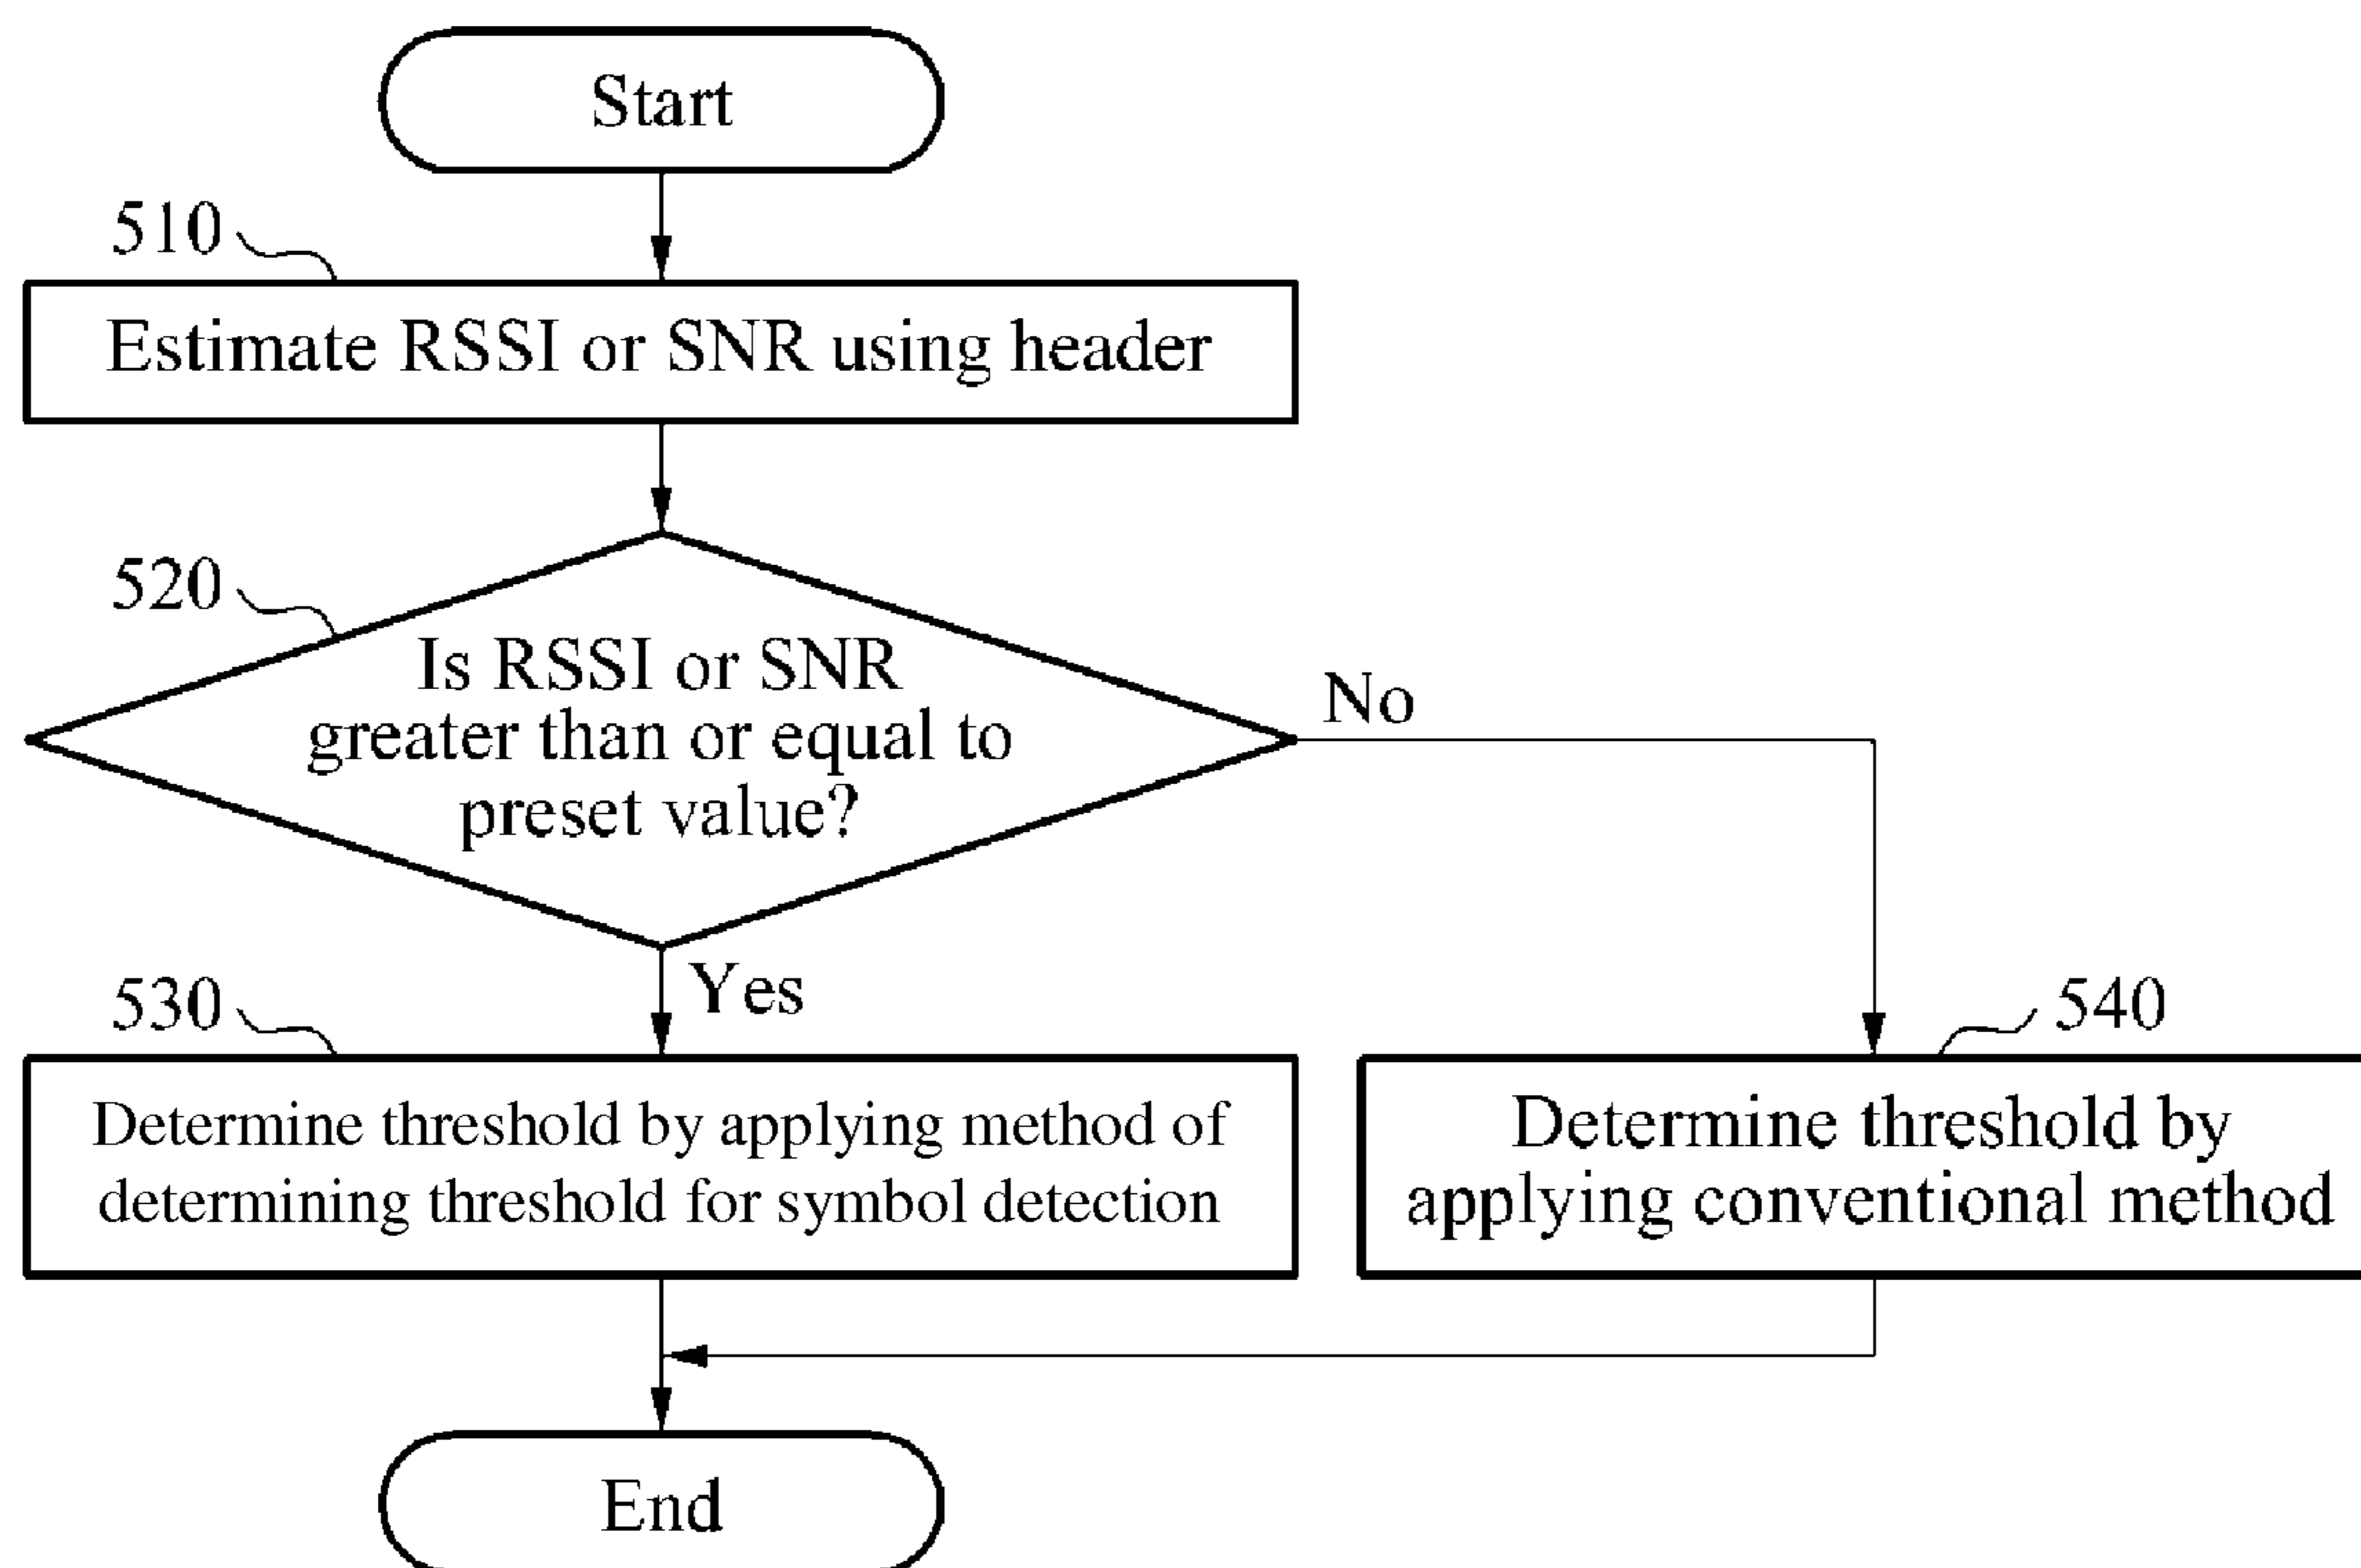 Start
510
Estimate RSSI or SNR using header
520
Is RSSI or SNR
greater than or equal to
preset value?
No
Yes
530
Determine threshold by applying method of
determining threshold for symbol detection
540
Determine threshold by
applying conventional method
End